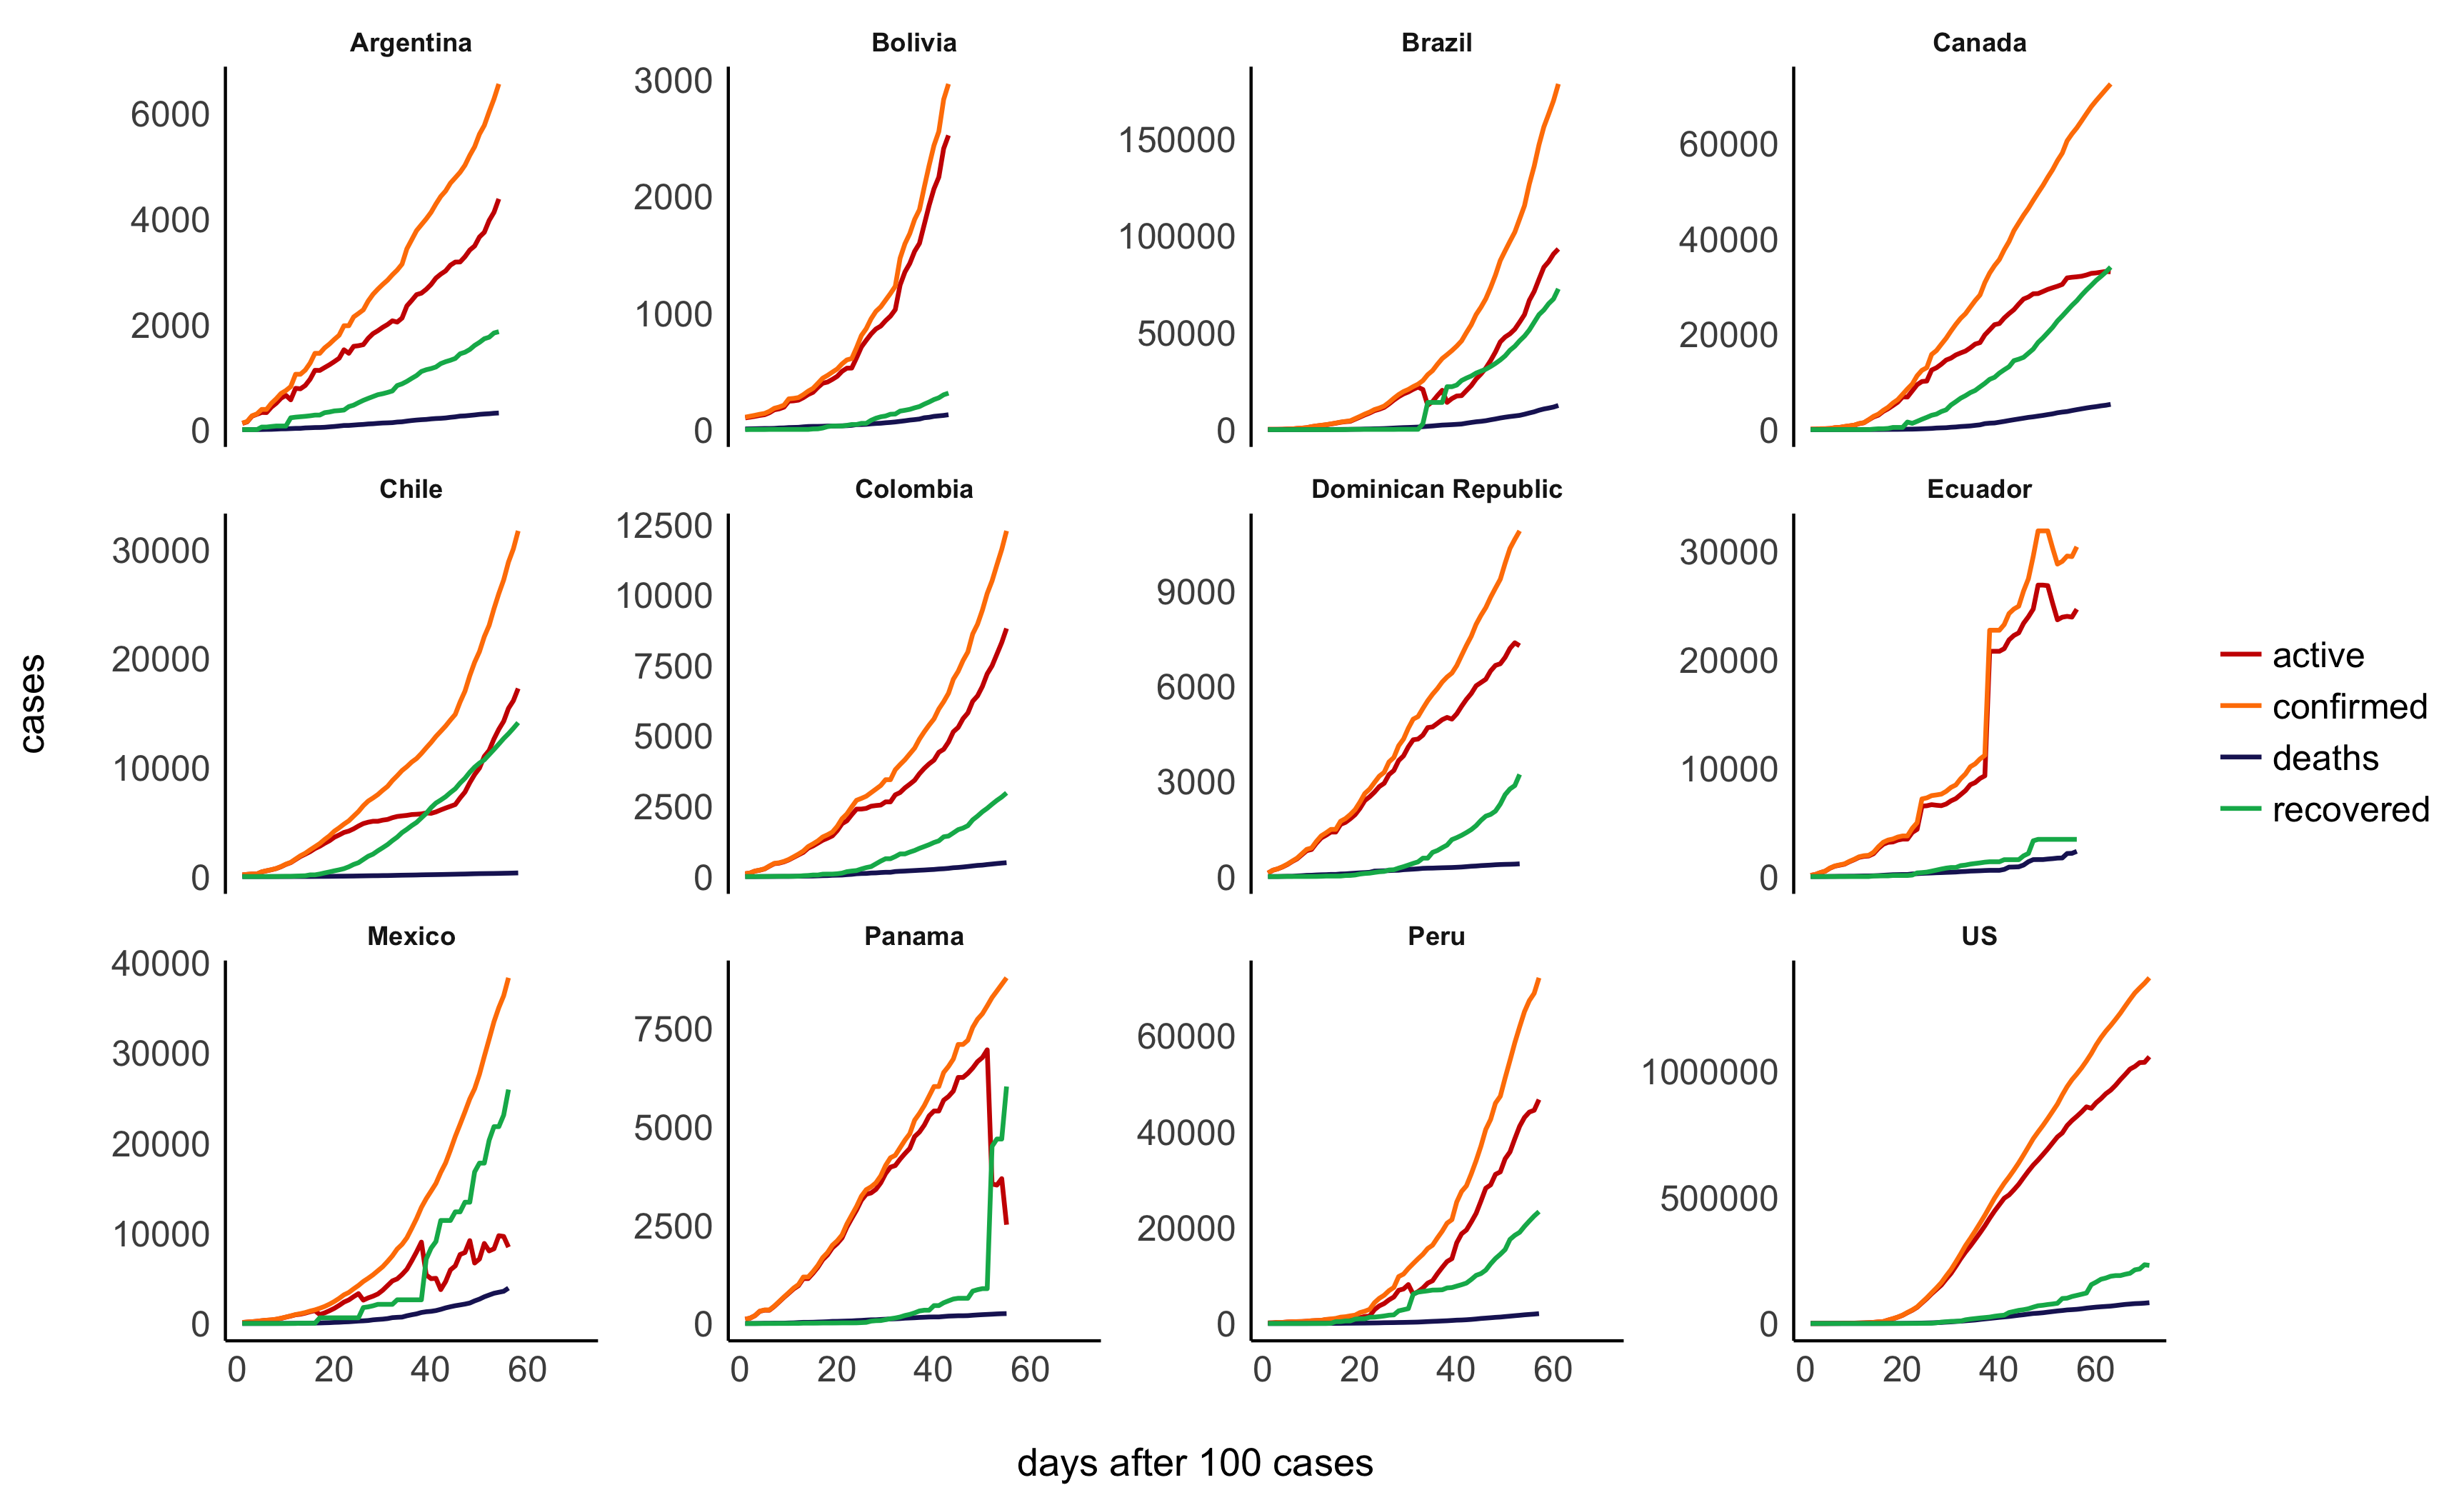 Argentina
Bolivia
Brazil
Canada
6000
4000
2000
0
3000
2000
1000
0
150000
100000
50000
0
60000
40000
20000
0
Chile
Colombia
Dominican Republic
Ecuador
30000
20000
10000
0
12500
10000
7500
5000
2500
0
9000
6000
3000
0
30000
20000
10000
0
cases
active
confirmed
deaths
recovered
Mexico
Panama
Peru
US
40000
30000
20000
10000
0
7500
5000
2500
0
60000
40000
20000
0
1000000
500000
0
0 20 40 60
0 20 40 60
0 20 40 60
0 20 40 60
days after 100 cases